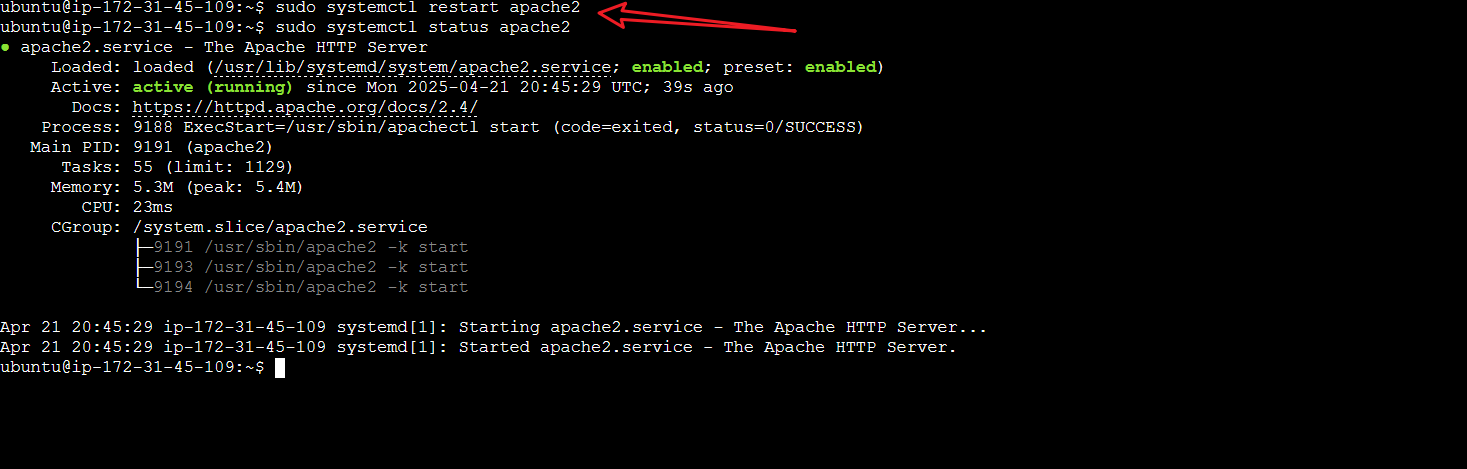 ubuntu@ip-172-31-45-109:~$ sudo systemctl restart apache2
ubuntu@ip-172-31-45-109:~$ sudo systemctl status apache2
● apache2.service - The Apache HTTP Server
     Loaded: loaded (/usr/lib/systemd/system/apache2.service; enabled; preset: enabled)
     Active: active (running) since Mon 2025-04-21 20:45:29 UTC; 39s ago
       Docs: https://httpd.apache.org/docs/2.4/
    Process: 9188 ExecStart=/usr/sbin/apachectl start (code=exited, status=0/SUCCESS)
   Main PID: 9191 (apache2)
      Tasks: 55 (limit: 1129)
     Memory: 5.3M (peak: 5.4M)
        CPU: 23ms
     CGroup: /system.slice/apache2.service
             ├─9191 /usr/sbin/apache2 -k start
             ├─9193 /usr/sbin/apache2 -k start
             └─9194 /usr/sbin/apache2 -k start
Apr 21 20:45:29 ip-172-31-45-109 systemd[1]: Starting apache2.service - The Apache HTTP Server...
Apr 21 20:45:29 ip-172-31-45-109 systemd[1]: Started apache2.service - The Apache HTTP Server.
ubuntu@ip-172-31-45-109:~$